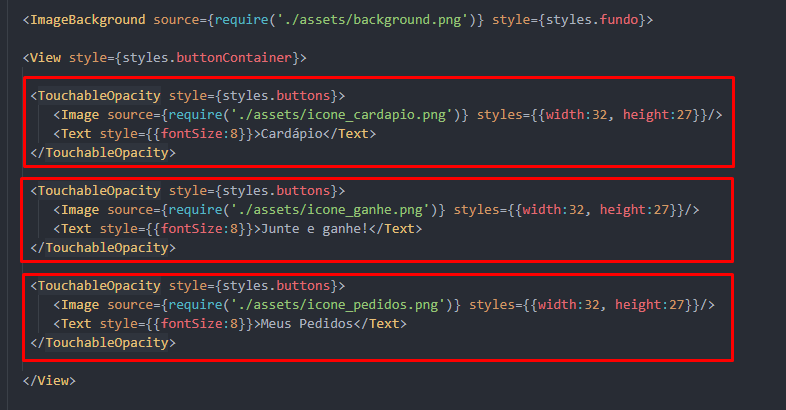 <ImageBackground source={require('./assets/background.png')} style={styles.fundo}>
<View style={styles.buttonContainer}>
<TouchableOpacity style={styles.buttons}>
<Image source={require('./assets/icone_cardapio.png')} styles={{width:32, height:27}}/>
<Text style={{fontSize:8}}>Cardápio</Text>
</TouchableOpacity>
<TouchableOpacity style={styles.buttons}>
<Image source={require('./assets/icone_ganhe.png')} styles={{width:32, height:27}}/>
<Text style={{fontSize:8}}>Junte e ganhe!</Text>
</TouchableOpacity>
<TouchableOpacity style={styles.buttons}>
<Image source={require('./assets/icone_pedidos.png')} styles={{width:32, height:27}}/>
<Text style={{fontSize:8}}>Meus Pedidos</Text>
</TouchableOpacity>
</View>